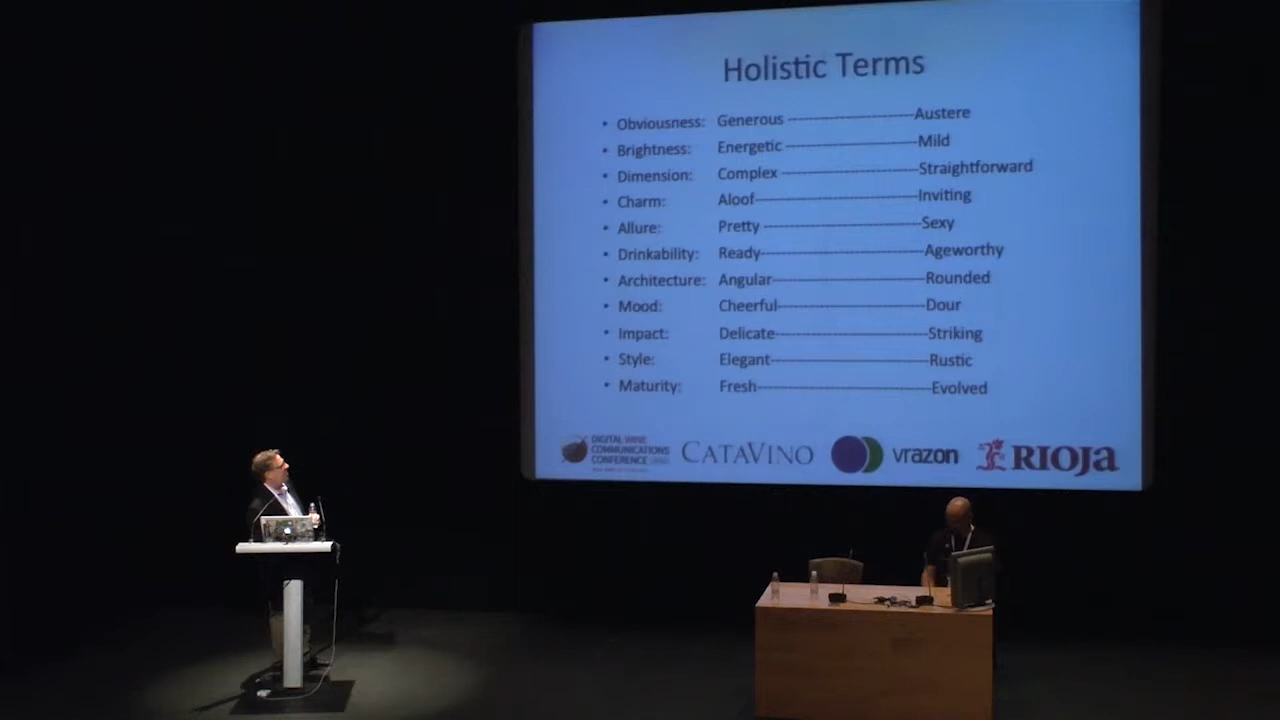 Holistic Terms
• Obviousness: Generous --------------------Austere
• Brightness: Energetic --------------------Mild
• Dimension: Complex --------------------Straightforward
• Charm: Aloof--------------------Inviting
• Allure: Pretty --------------------Sexy
• Drinkability: Ready--------------------Ageworthy
• Architecture: Angular--------------------Rounded
• Mood: Cheerful--------------------Dour
• Impact: Delicate--------------------Striking
• Style: Elegant--------------------Rustic
• Maturity: Fresh--------------------Evolved
DIGITAL WINE
COMMUNICATIONS
CONFERENCE
CATAVINO
vrazon
RIOJA